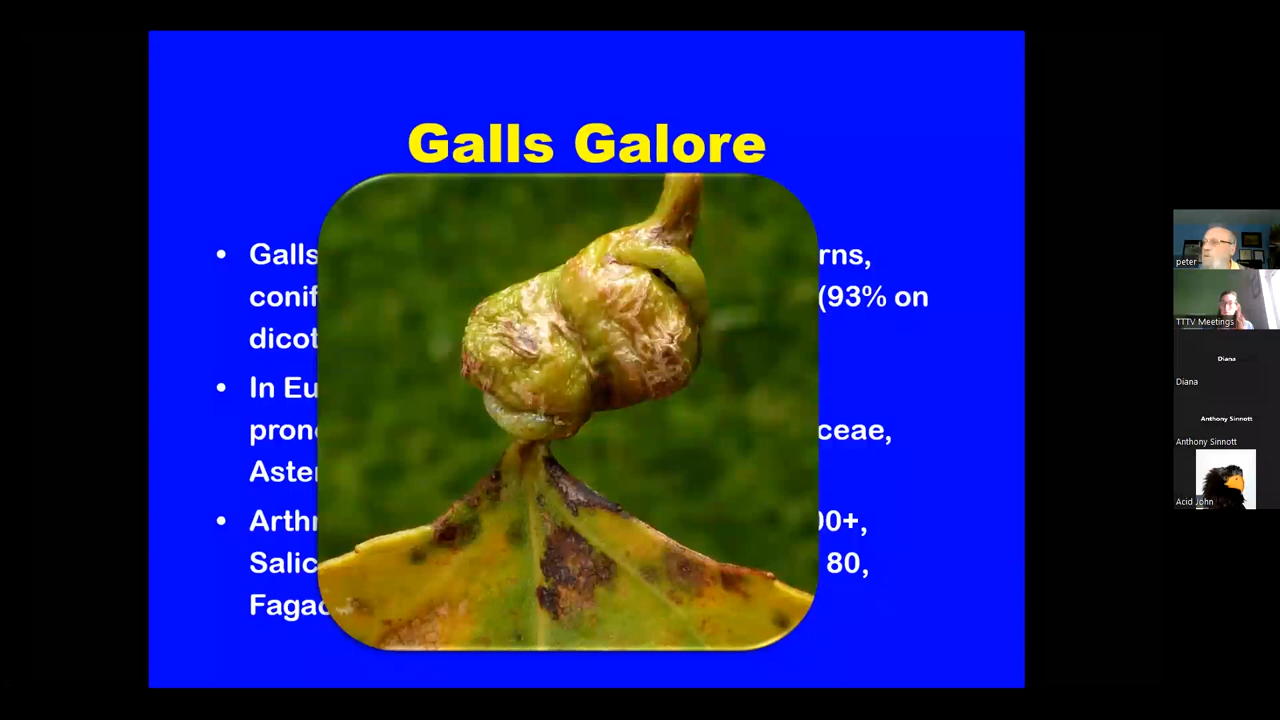 Galls Galore
• Galls rns,
conif (93% on
dicot
• In Eu
prone ceae,
Aster
• Arthr 00+,
Salic 80,
Fagac
peter
TTTV Meetings
Diana
Diana
Anthony Sinnott
Anthony Sinnott
Acid John